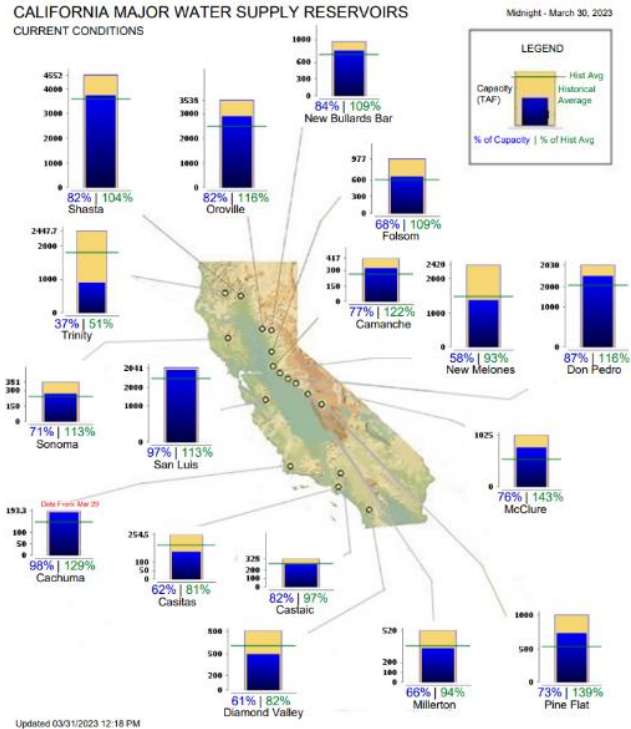 CALIFORNIA MAJOR WATER SUPPLY RESERVOIRS
Midnight - March 30, 2023
CURRENT CONDITIONS
LEGEND
Capacity
(TAF)
Hist Avg
Historical
Average
% of Capacity | % of Hist Avg
4552
4000
3000
2000
1000
0
82% | 104%
Shasta
3538
3000
2000
1000
0
82% | 116%
Oroville
1000
600
300
0
84% | 109%
New Bullards Bar
977
600
300
0
68% | 109%
Folsom
2447.7
2000
1000
0
37% | 51%
Trinity
417
300
150
0
77% | 122%
Camanche
2420
1000
0
58% | 93%
New Melones
2030
2000
1000
0
87% | 116%
Don Pedro
300
150
0
71% | 113%
Sonoma
2041
1000
0
97% | 113%
San Luis
1025
0
76% | 143%
McClure
Data From: Mar 29
193.3
100
50
0
98% | 129%
Cachuma
254.5
100
50
0
62% | 81%
Casitas
200
100
0
82% | 97%
Castaic
800
600
400
200
0
61% | 82%
Diamond Valley
520
400
200
0
66% | 94%
Millerton
1000
500
0
73% | 139%
Pine Flat
Updated 03/31/2023 12:18 PM